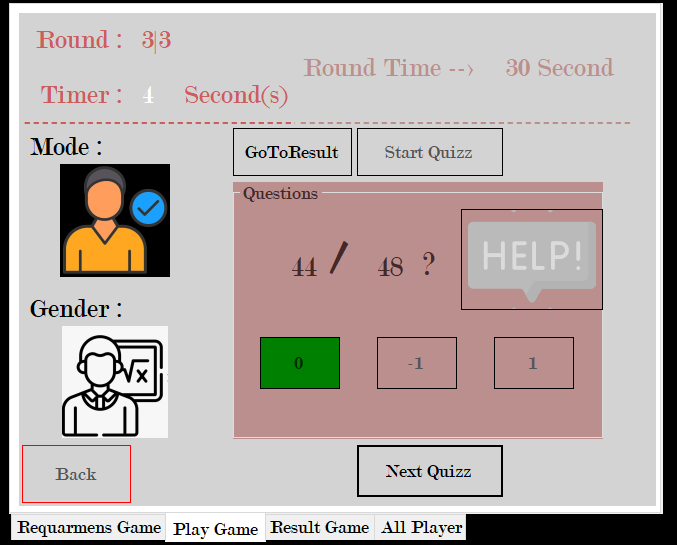 Round :   3|3
Round Time -->   30 Second
Timer :   4   Second(s)
Mode :
GoToResult   Start Quizz
Questions
HELP!
44 / 48 ?
√x
0   -1   1
Gender :
Back   Next Quizz
Requarmens Game   Play Game   Result Game   All Player